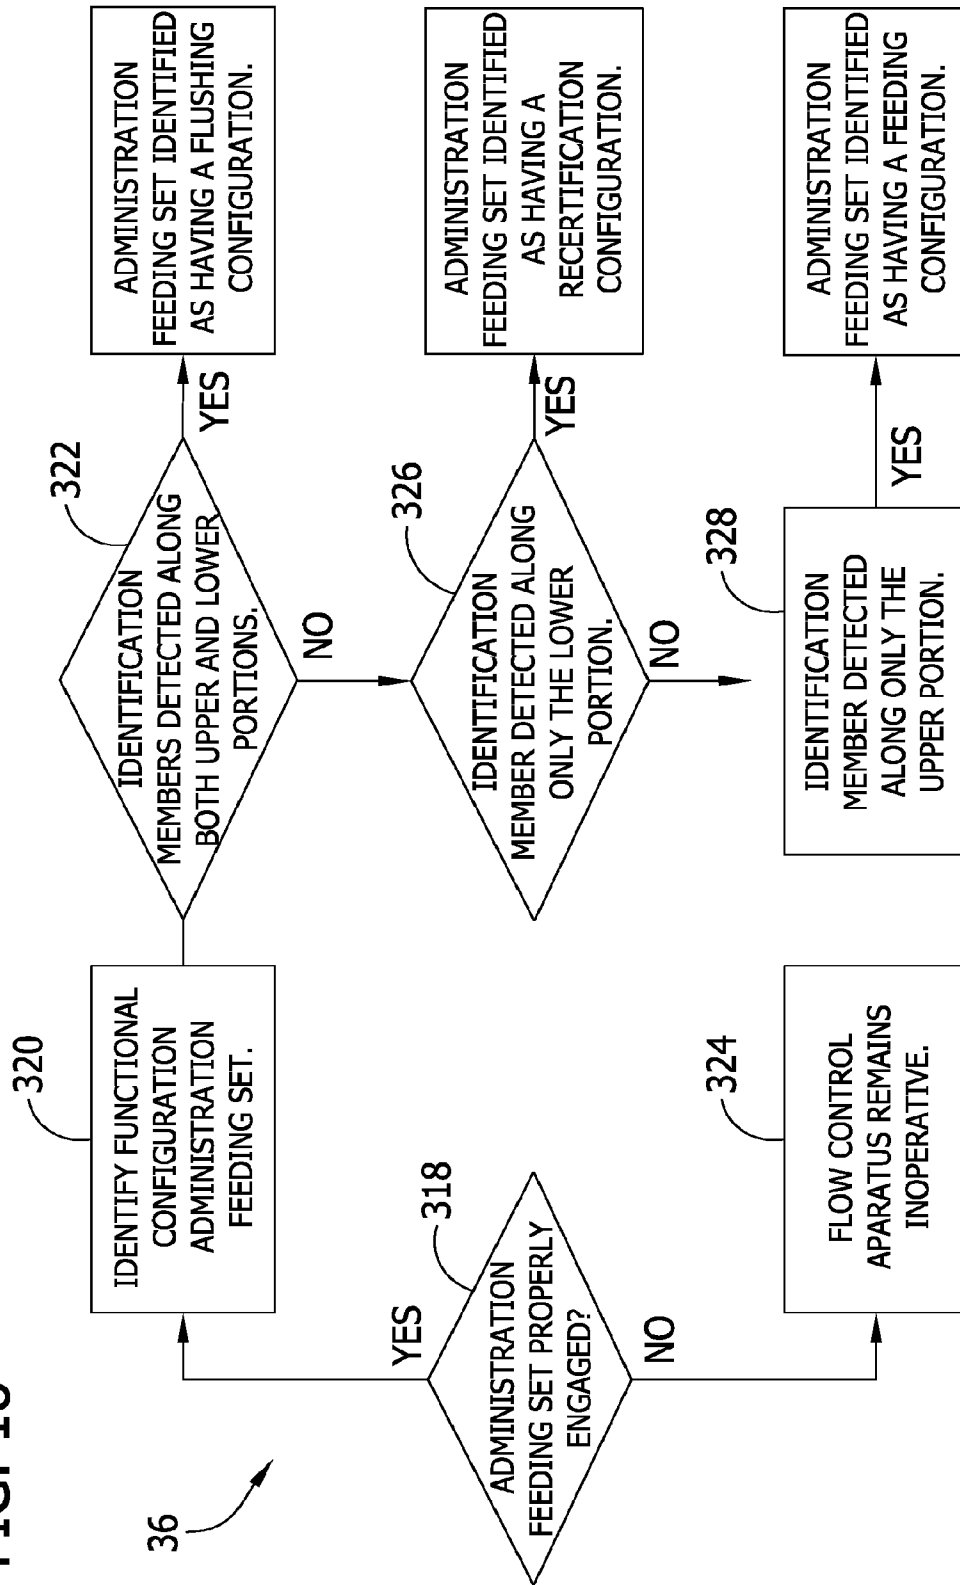 36
318
ADMINISTRATION
FEEDING SET PROPERLY
ENGAGED?
YES
NO
320
IDENTIFY FUNCTIONAL
CONFIGURATION
ADMINISTRATION
FEEDING SET.
324
FLOW CONTROL
APARATUS REMAINS
INOPERATIVE.
322
IDENTIFICATION
MEMBERS DETECTED ALONG
BOTH UPPER AND LOWER
PORTIONS.
YES
NO
ADMINISTRATION
FEEDING SET IDENTIFIED
AS HAVING A FLUSHING
CONFIGURATION.
326
IDENTIFICATION
MEMBER DETECTED ALONG
ONLY THE LOWER
PORTION.
YES
NO
ADMINISTRATION
FEEDING SET IDENTIFIED
AS HAVING A
RECERTIFICATION
CONFIGURATION.
328
IDENTIFICATION
MEMBER DETECTED
ALONG ONLY THE
UPPER PORTION.
YES
ADMINISTRATION
FEEDING SET IDENTIFIED
AS HAVING A FEEDING
CONFIGURATION.